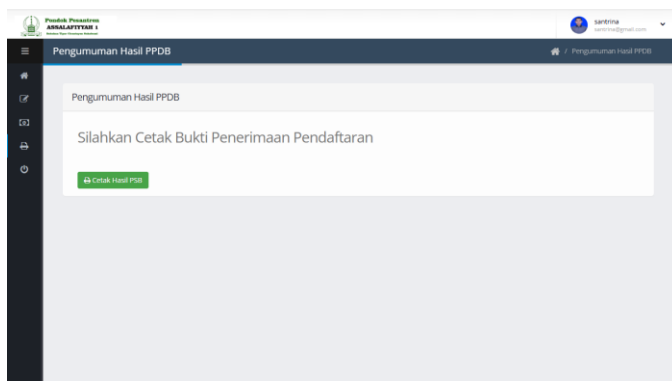 Pondok Pesantren
ASSALAFIYYAH 1
santrina
santrina@gmail.com
Pengumuman Hasil PPDB
/ Pengumuman Hasil PPDB
Pengumuman Hasil PPDB
Silahkan Cetak Bukti Penerimaan Pendaftaran
Cetak Hasil PSB